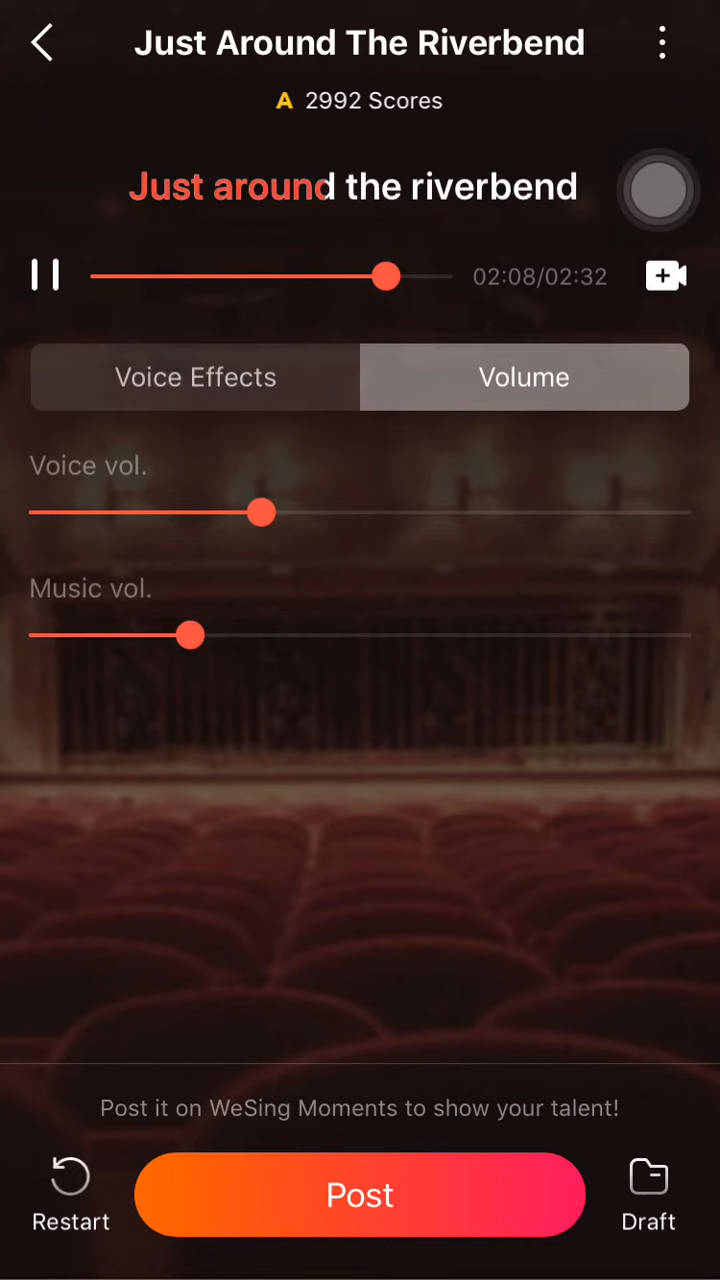 Just Around The Riverbend
A 2992 Scores
Just around the riverbend
02:08/02:32
Voice Effects
Volume
Voice vol.
Music vol.
Post it on WeSing Moments to show your talent!
Restart
Post
Draft